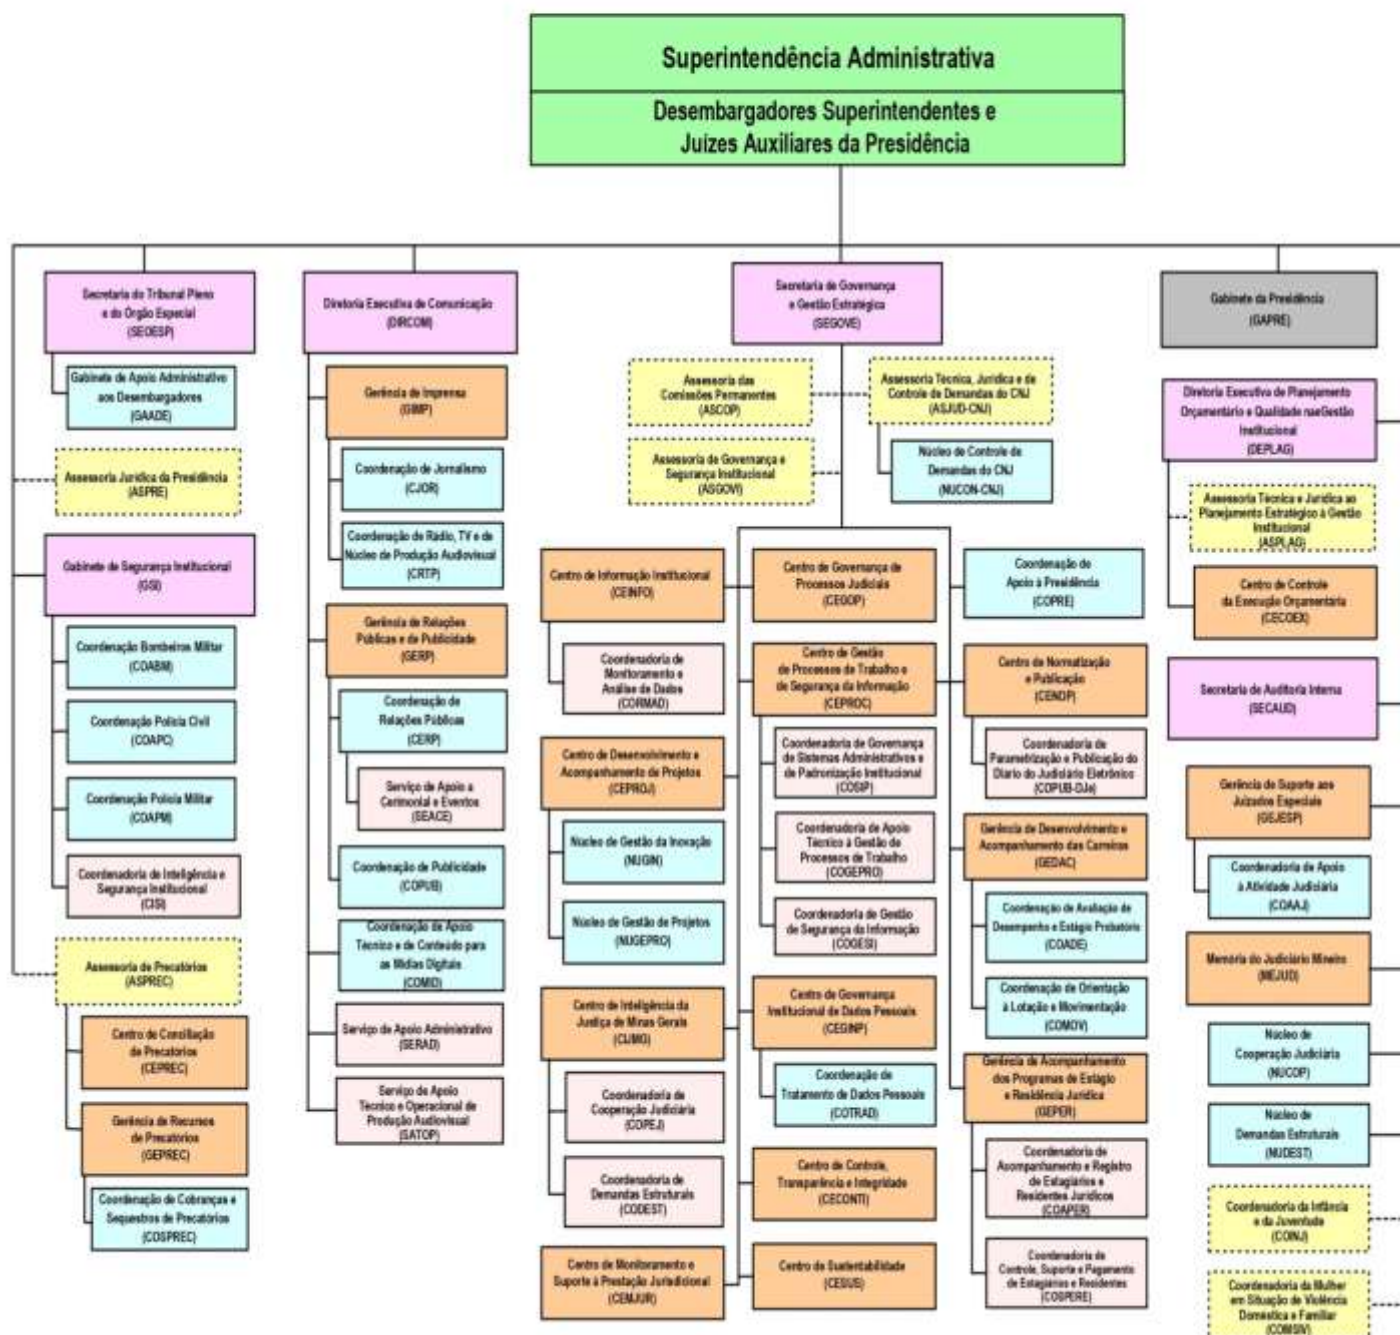 Superintendência Administrativa
Desembargadores Superintendentes e
Juízes Auxiliares da Presidência
Secretaria do Tribunal Pleno
e do Órgão Especial
(SEOESP)
Gabinete de Apoio Administrativo
aos Desembargadores
(GAADE)
Assessoria Jurídica da Presidência
(ASPRE)
Gabinete de Segurança Institucional
(GSI)
Coordenação Bombeiros Militar
(COABM)
Coordenação Polícia Civil
(COAPC)
Coordenação Polícia Militar
(COAPM)
Coordenadoria de Inteligência e
Segurança Institucional
(CISI)
Assessoria de Precatórios
(ASPREC)
Centro de Conciliação
de Precatórios
(CEPREC)
Gerência de Recursos
de Precatórios
(GEPREC)
Coordenação de Cobranças e
Sequestros de Precatórios
(COSPREC)
Diretoria Executiva de Comunicação
(DIRCOM)
Gerência de Imprensa
(GIMP)
Coordenação de Jornalismo
(CJOR)
Coordenação de Rádio, TV e de
Núcleo de Produção Audiovisual
(CRTP)
Gerência de Relações
Públicas e de Publicidade
(GERP)
Coordenação de
Relações Públicas
(CERP)
Serviço de Apoio a
Cerimonial e Eventos
(SEACE)
Coordenação de Publicidade
(COPUB)
Coordenação de Apoio
Técnico e de Conteúdo para
as Mídias Digitais
(COMID)
Serviço de Apoio Administrativo
(SERAD)
Serviço de Apoio
Técnico e Operacional de
Produção Audiovisual
(SATOP)
Secretaria de Governança
e Gestão Estratégica
(SEGOVE)
Assessoria das
Comissões Permanentes
(ASCOP)
Assessoria Técnica, Jurídica e de
Controle de Demandas do CNJ
(ASJUD-CNJ)
Assessoria de Governança e
Segurança Institucional
(ASGOVI)
Núcleo de Controle de
Demandas do CNJ
(NUCON-CNJ)
Centro de Informação Institucional
(CEINFO)
Coordenadoria de
Monitoramento e
Análise de Dados
(CORMAD)
Centro de Desenvolvimento e
Acompanhamento de Projetos
(CEPROJ)
Núcleo de Gestão da Inovação
(NUGIN)
Núcleo de Gestão de Projetos
(NUGEPRO)
Centro de Inteligência da
Justiça de Minas Gerais
(CIJMG)
Coordenadoria de
Cooperação Judiciária
(COPEJ)
Coordenadoria de
Demandas Estruturais
(CODEST)
Centro de Monitoramento e
Suporte à Prestação Jurisdicional
(CEMJUR)
Centro de Governança de
Processos Judiciais
(CEGOP)
Centro de Gestão
de Processos de Trabalho e
de Segurança da Informação
(CEPROC)
Coordenadoria de Governança
de Sistemas Administrativos e
de Padronização Institucional
(COSIP)
Coordenadoria de Apoio
Técnico à Gestão de
Processos de Trabalho
(COGEPRO)
Coordenadoria de Gestão
de Segurança da Informação
(COGESI)
Centro de Governança
Institucional de Dados Pessoais
(CEGINP)
Coordenação de
Tratamento de Dados Pessoais
(COTRAD)
Centro de Controle,
Transparência e Integridade
(CECONTI)
Centro de Sustentabilidade
(CESUS)
Coordenação de
Apoio à Presidência
(COPRE)
Centro de Normatização
e Publicação
(CENOP)
Coordenadoria de
Parametrização e Publicação do
Diario do Judiciário Eletrônico
(COPUB-DJe)
Gerência de Desenvolvimento e
Acompanhamento das Carreiras
(GEDAC)
Coordenação de Avaliação de
Desempenho e Estágio Probatório
(COADE)
Coordenação de Orientação
à Lotação e Movimentação
(COMOV)
Gerência de Acompanhamento
dos Programas de Estágio
e Residência Jurídica
(GEPER)
Coordenadoria de
Acompanhamento e Registro
de Estagiários e
Residentes Jurídicos
(COAPER)
Coordenadoria de
Controle, Suporte e Pagamento
de Estagiários e Residentes
(COSPERE)
Gabinete da Presidência
(GAPRE)
Diretoria Executiva de Planejamento
Orçamentário e Qualidade naeGestão
Institucional
(DEPLAG)
Assessoria Técnica e Jurídica ao
Planejamento Estratégico à Gestão
Institucional
(ASPLAG)
Centro de Controle
da Execução Orçamentária
(CECOEX)
Secretaria de Auditoria Interna
(SECAUD)
Gerência de Suporte aos
Juizados Especiais
(GEJESP)
Coordenadoria de Apoio
à Atividade Judiciária
(COAAJ)
Memória do Judiciário Mineiro
(MEJUD)
Núcleo de
Cooperação Judiciária
(NUCOP)
Núcleo de
Demandas Estruturais
(NUDEST)
Coordenadoria da Infância
e da Juventude
(COINJ)
Coordenadoria da Mulher
em Situação de Violência
Doméstica e Familiar
(COMSIV)